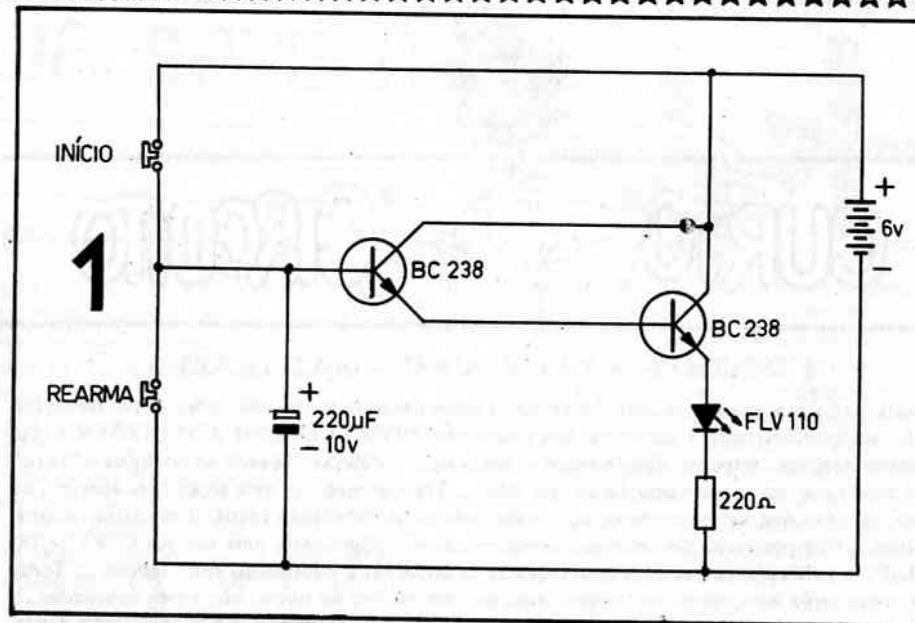 INÍCIO
1
REARMA
+
220µF
10v
−
BC 238
BC 238
FLV 110
220Ω
+
6v
−